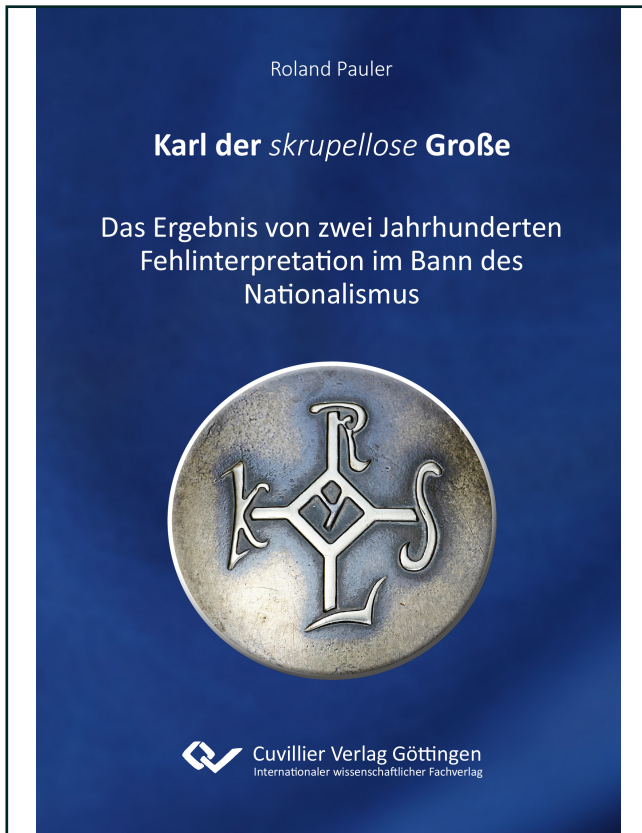 Roland Pauler
Karl der skrupellose Große
Das Ergebnis von zwei Jahrhunderten
Fehlinterpretation im Bann des
Nationalismus
R
K S
L
Cuvillier Verlag Göttingen
Internationaler wissenschaftlicher Fachverlag